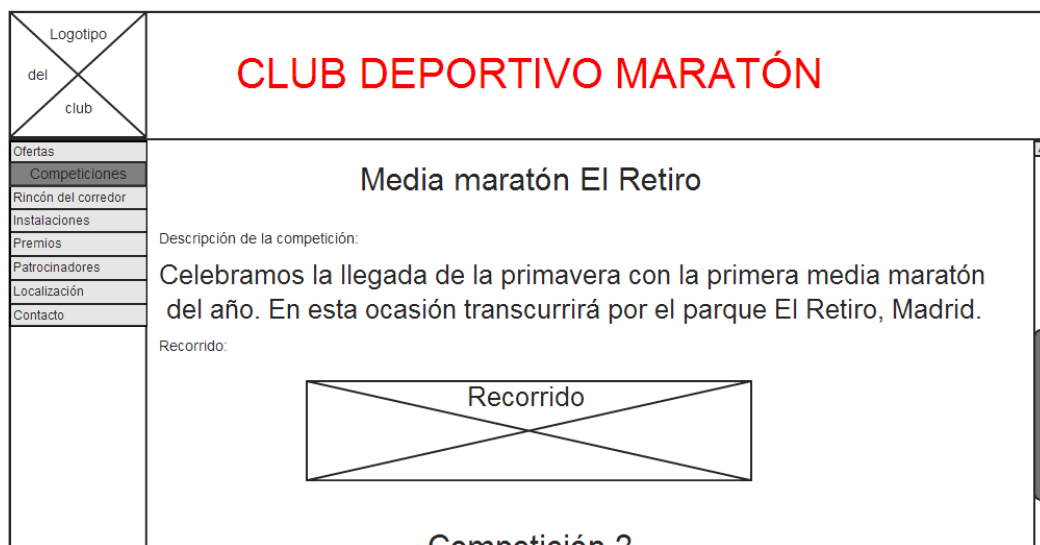 Logotipo
del
club
CLUB DEPORTIVO MARATÓN
Ofertas
Competiciones
Rincón del corredor
Instalaciones
Premios
Patrocinadores
Localización
Contacto
Media maratón El Retiro
Descripción de la competición:
Celebramos la llegada de la primavera con la primera media maratón
del año. En esta ocasión transcurrirá por el parque El Retiro, Madrid.
Recorrido:
Recorrido
Competición 2